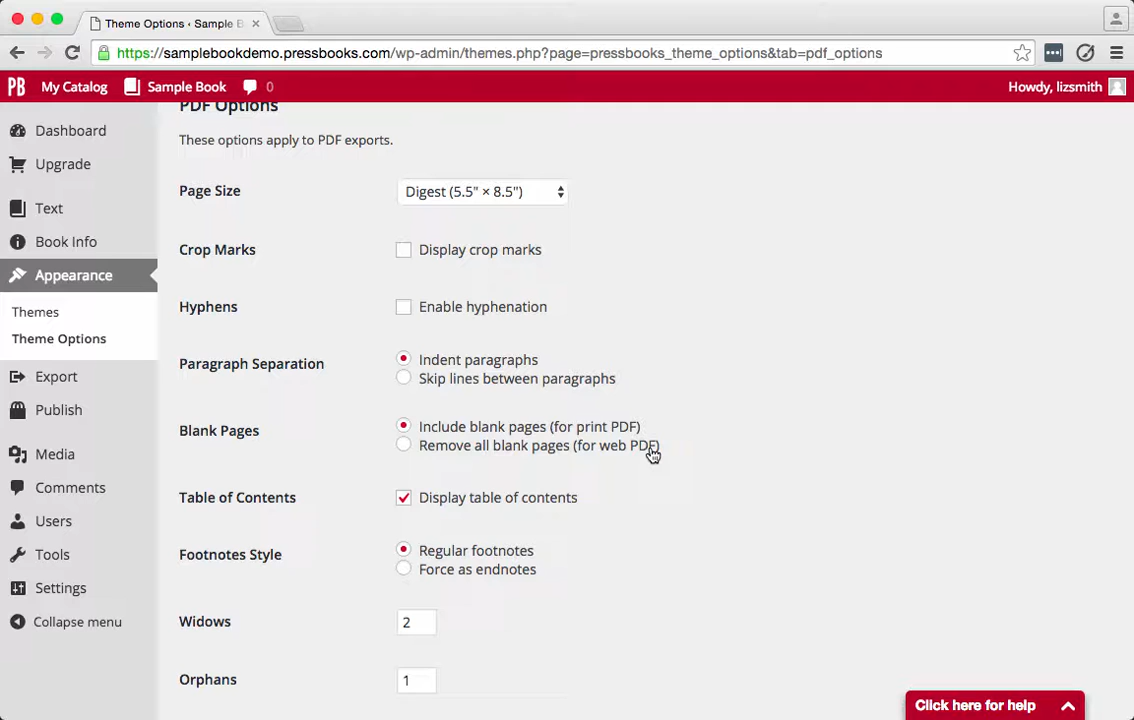 Theme Options ‹ Sample B
https://samplebookdemo.pressbooks.com/wp-admin/themes.php?page=pressbooks_theme_options&tab=pdf_options
PB My Catalog Sample Book 0 Howdy, lizsmith
Dashboard
Upgrade
Text
Book Info
Appearance
Themes
Theme Options
Export
Publish
Media
Comments
Users
Tools
Settings
Collapse menu
PDF Options
These options apply to PDF exports.
Page Size Digest (5.5" × 8.5")
Crop Marks Display crop marks
Hyphens Enable hyphenation
Paragraph Separation Indent paragraphs
Skip lines between paragraphs
Blank Pages Include blank pages (for print PDF)
Remove all blank pages (for web PDF)
Table of Contents Display table of contents
Footnotes Style Regular footnotes
Force as endnotes
Widows 2
Orphans 1
Click here for help